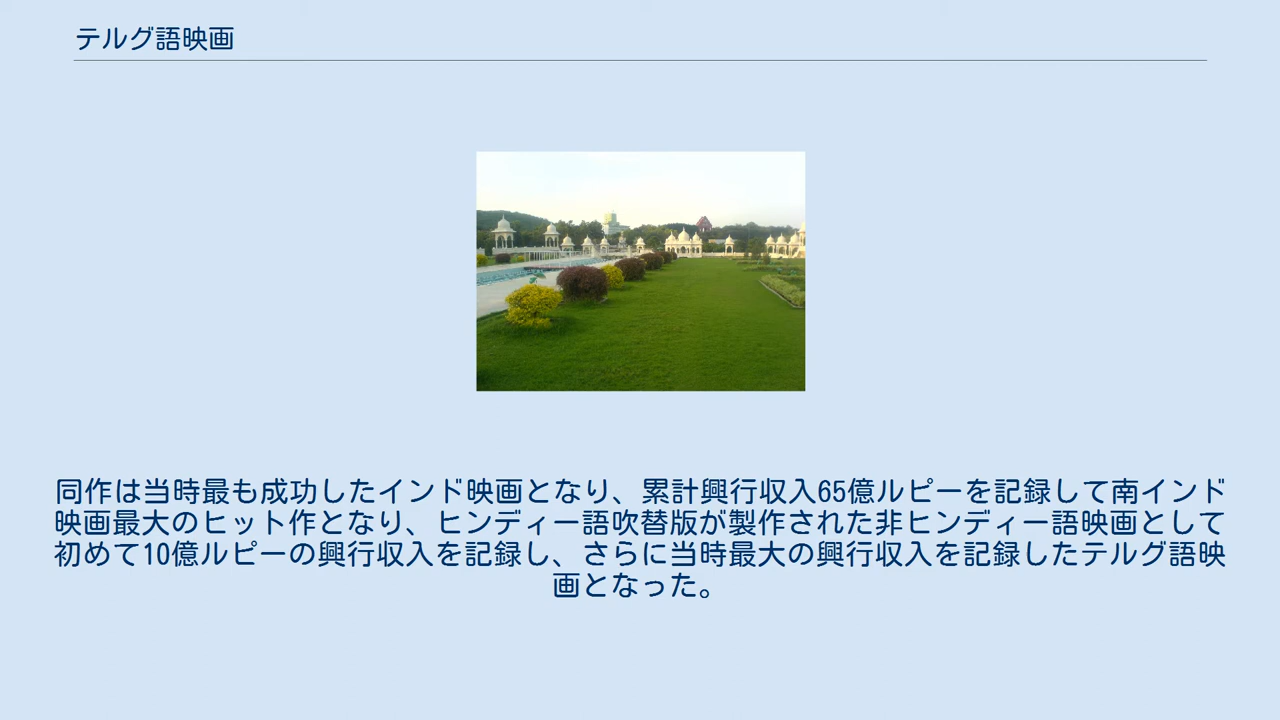 テルグ語映画
同作は当時最も成功したインド映画となり、累計興行収入65億ルピーを記録して南インド
映画最大のヒット作となり、ヒンディー語吹替版が製作された非ヒンディー語映画として
初めて10億ルピーの興行収入を記録し、さらに当時最大の興行収入を記録したテルグ語映
画となった。